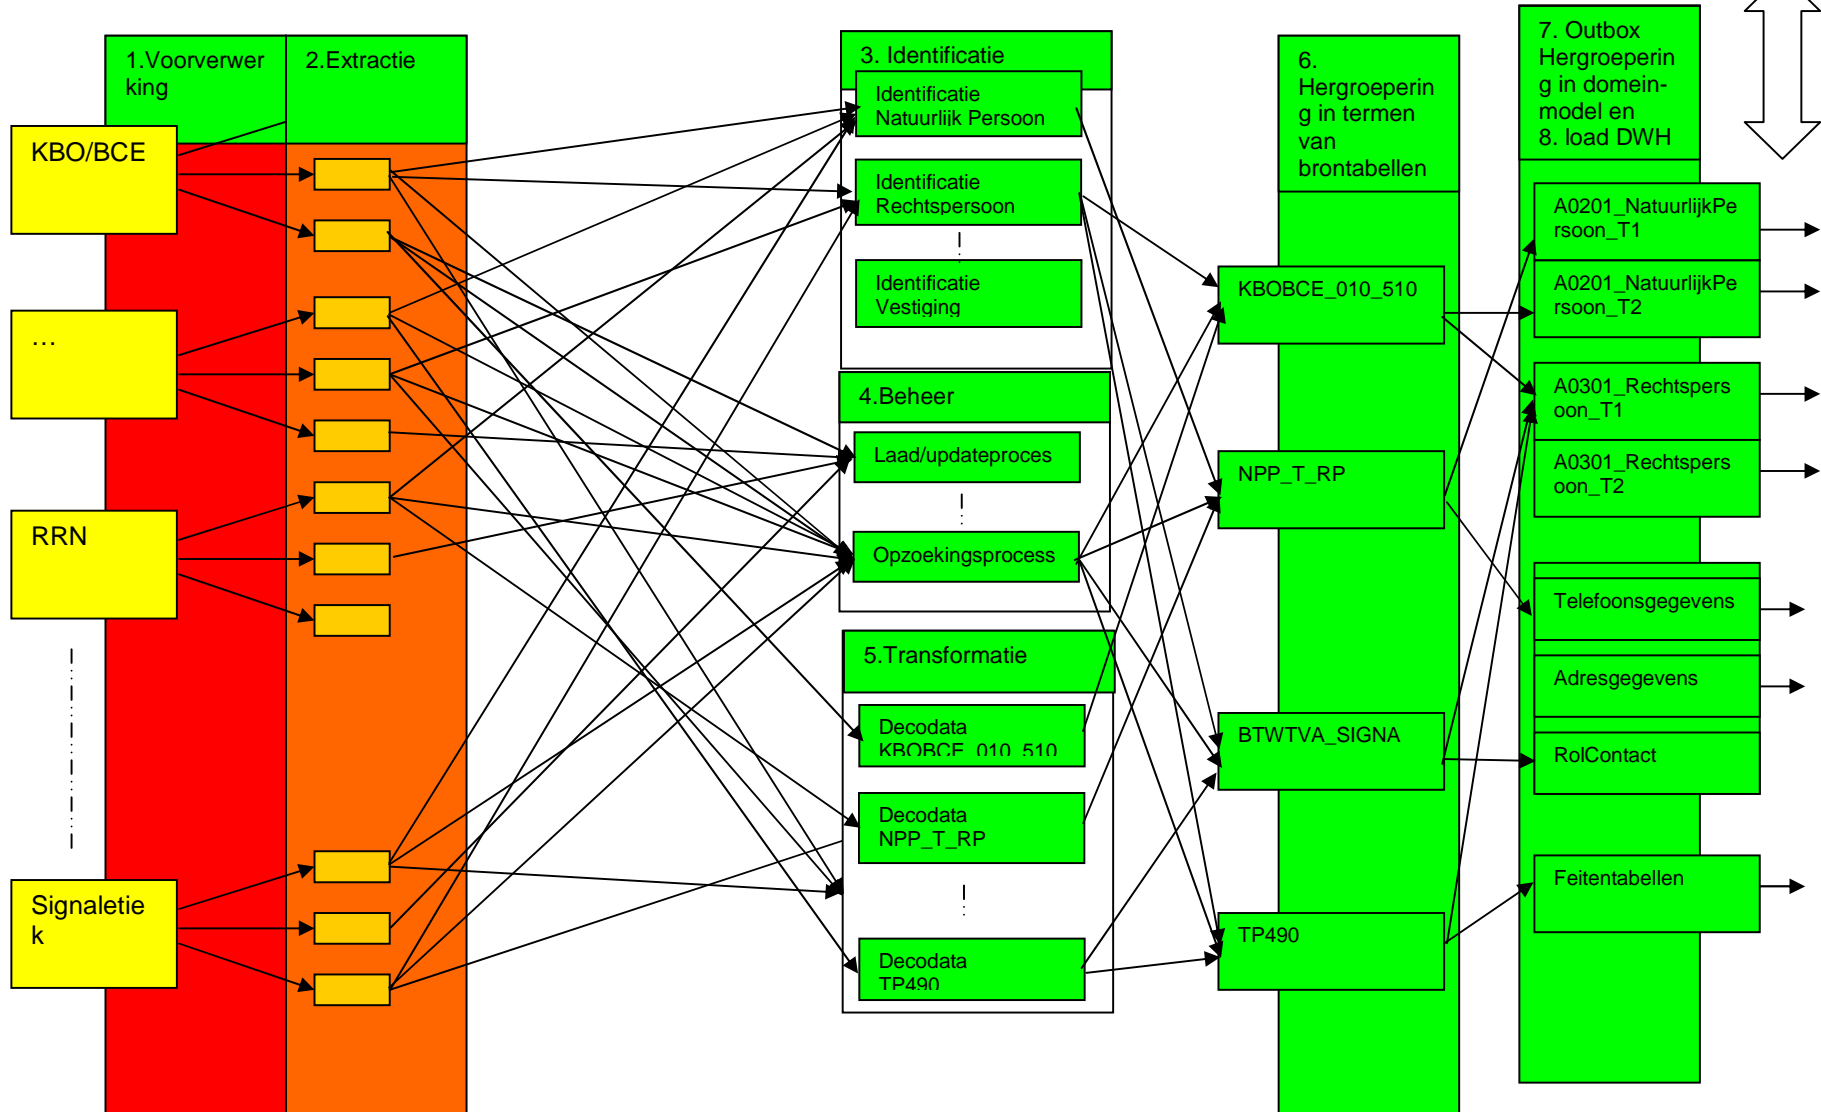 1.Voorverwer
king
2.Extractie
3. Identificatie
6.
Hergroeperin
g in termen
van
brontabellen
7. Outbox
Hergroeperin
g in domein-
model en
8. load DWH
KBO/BCE
…
RRN
Signaletie
k
Identificatie
Natuurlijk Persoon
Identificatie
Rechtspersoon
Identificatie
Vestiging
4.Beheer
Laad/updateproces
Opzoekingsprocess
5.Transformatie
Decodata
KBOBCE_010_510
Decodata
NPP_T_RP
Decodata
TP490
KBOBCE_010_510
NPP_T_RP
BTWTVA_SIGNA
TP490
A0201_NatuurlijkPe
rsoon_T1
A0201_NatuurlijkPe
rsoon_T2
A0301_Rechtspers
oon_T1
A0301_Rechtspers
oon_T2
Telefoonsgegevens
Adresgegevens
RolContact
Feitentabellen